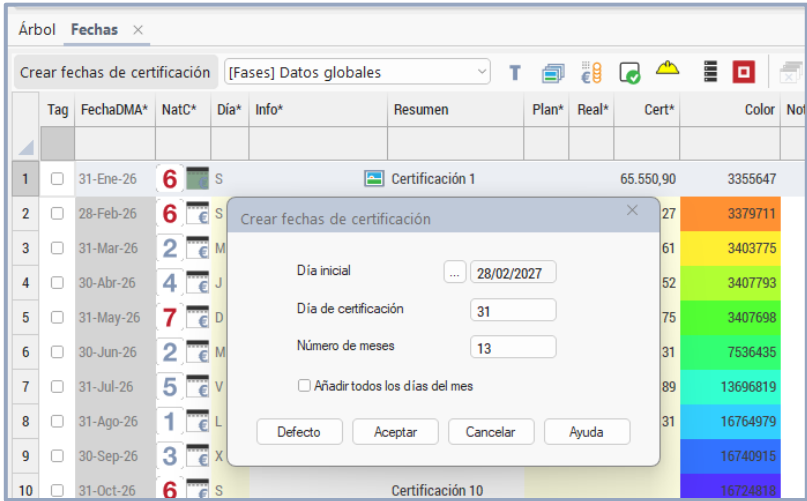 Árbol Fechas ×
Crear fechas de certificación [Fases] Datos globales T
Tag FechaDMA* NatC* Día* Info* Resumen Plan* Real* Cert* Color Not
1 31-Ene-26 6 € S Certificación 1 65.550,90 3355647
2 28-Feb-26 6 € S 27 3379711
3 31-Mar-26 2 € M 61 3403775
4 30-Abr-26 4 € J 52 3407793
5 31-May-26 7 € D 75 3407698
6 30-Jun-26 2 € M 31 7536435
7 31-Jul-26 5 € V 89 13696819
8 31-Ago-26 1 € L 31 16764979
9 30-Sep-26 3 € X 16740915
10 31-Oct-26 6 € S Certificación 10 16724818
Crear fechas de certificación ×
Día inicial ... 28/02/2027
Día de certificación 31
Número de meses 13
Añadir todos los días del mes
Defecto Aceptar Cancelar Ayuda